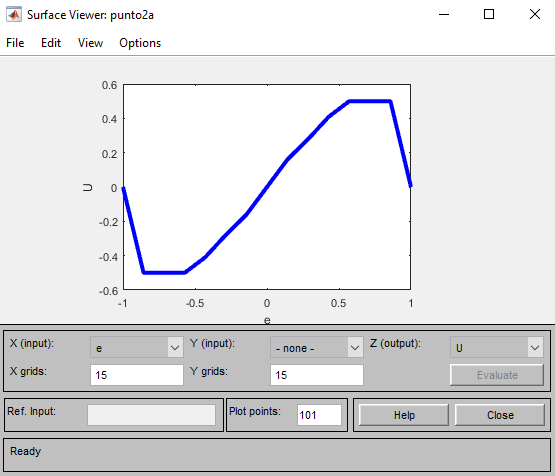 Surface Viewer: punto2a
File Edit View Options
0.6
0.4
0.2
0
-0.2
-0.4
-0.6
U
-1 -0.5 0 0.5 1
e
X (input): e Y (input): - none - Z (output): U
X grids: 15 Y grids: 15 Evaluate
Ref. Input: Plot points: 101 Help Close
Ready